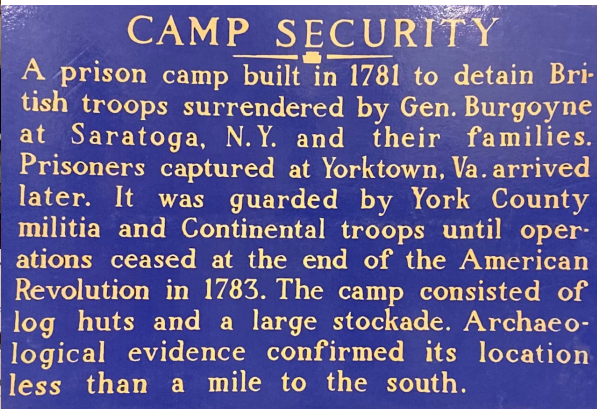 CAMP SECURITY
A prison camp built in 1781 to detain Bri-
tish troops surrendered by Gen. Burgoyne
at Saratoga, N.Y. and their families.
Prisoners captured at Yorktown, Va. arrived
later. It was guarded by York County
militia and Continental troops until oper-
ations ceased at the end of the American
Revolution in 1783. The camp consisted of
log huts and a large stockade. Archaeo-
logical evidence confirmed its location
less than a mile to the south.